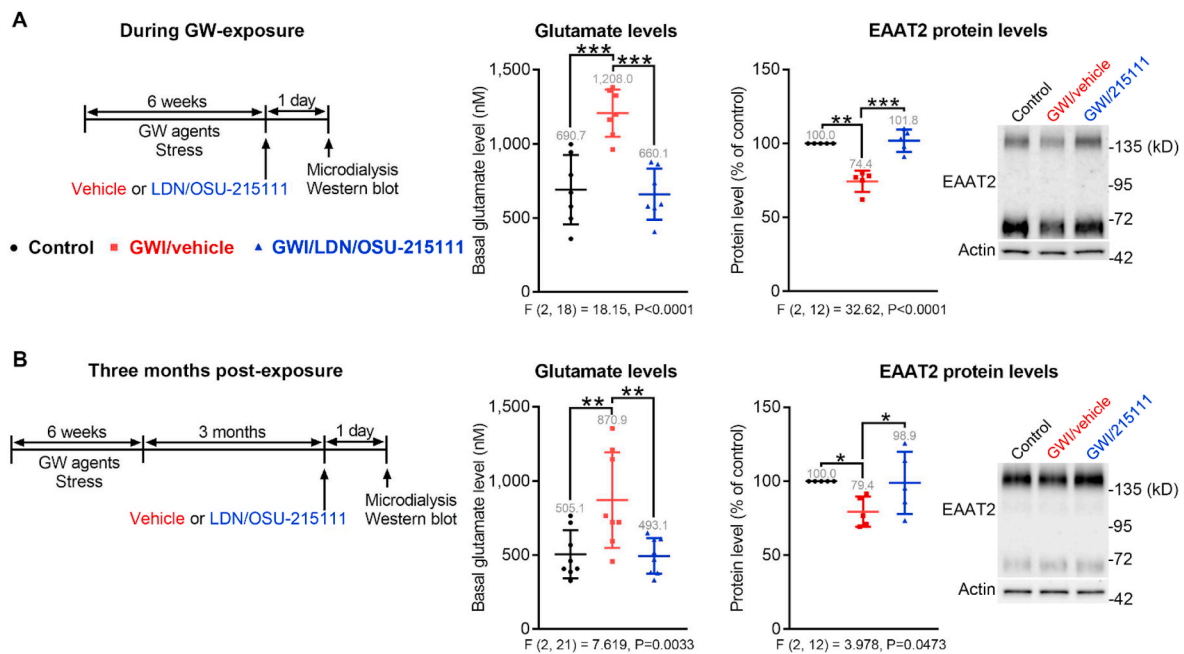 A
During GW-exposure
6 weeks
1 day
GW agents
Stress
Microdialysis
Western blot
Vehicle or LDN/OSU-215111
● Control ■ GWI/vehicle ▲ GWI/LDN/OSU-215111
Glutamate levels
Basal glutamate level (nM)
1,500
1,000
500
0
***
***
690.7
1,208.0
660.1
F (2, 18) = 18.15, P<0.0001
EAAT2 protein levels
Protein level (% of control)
150
100
50
0
**
***
100.0
74.4
101.8
F (2, 12) = 32.62, P<0.0001
Control
GWI/vehicle
GWI/215111
EAAT2
Actin
-135 (kD)
-95
-72
-42
B
Three months post-exposure
6 weeks
3 months
1 day
GW agents
Stress
Microdialysis
Western blot
Vehicle or LDN/OSU-215111
Glutamate levels
Basal glutamate level (nM)
1,500
1,000
500
0
**
**
505.1
870.9
493.1
F (2, 21) = 7.619, P=0.0033
EAAT2 protein levels
Protein level (% of control)
150
100
50
0
*
*
100.0
79.4
98.9
F (2, 12) = 3.978, P=0.0473
Control
GWI/vehicle
GWI/215111
EAAT2
Actin
-135 (kD)
-95
-72
-42